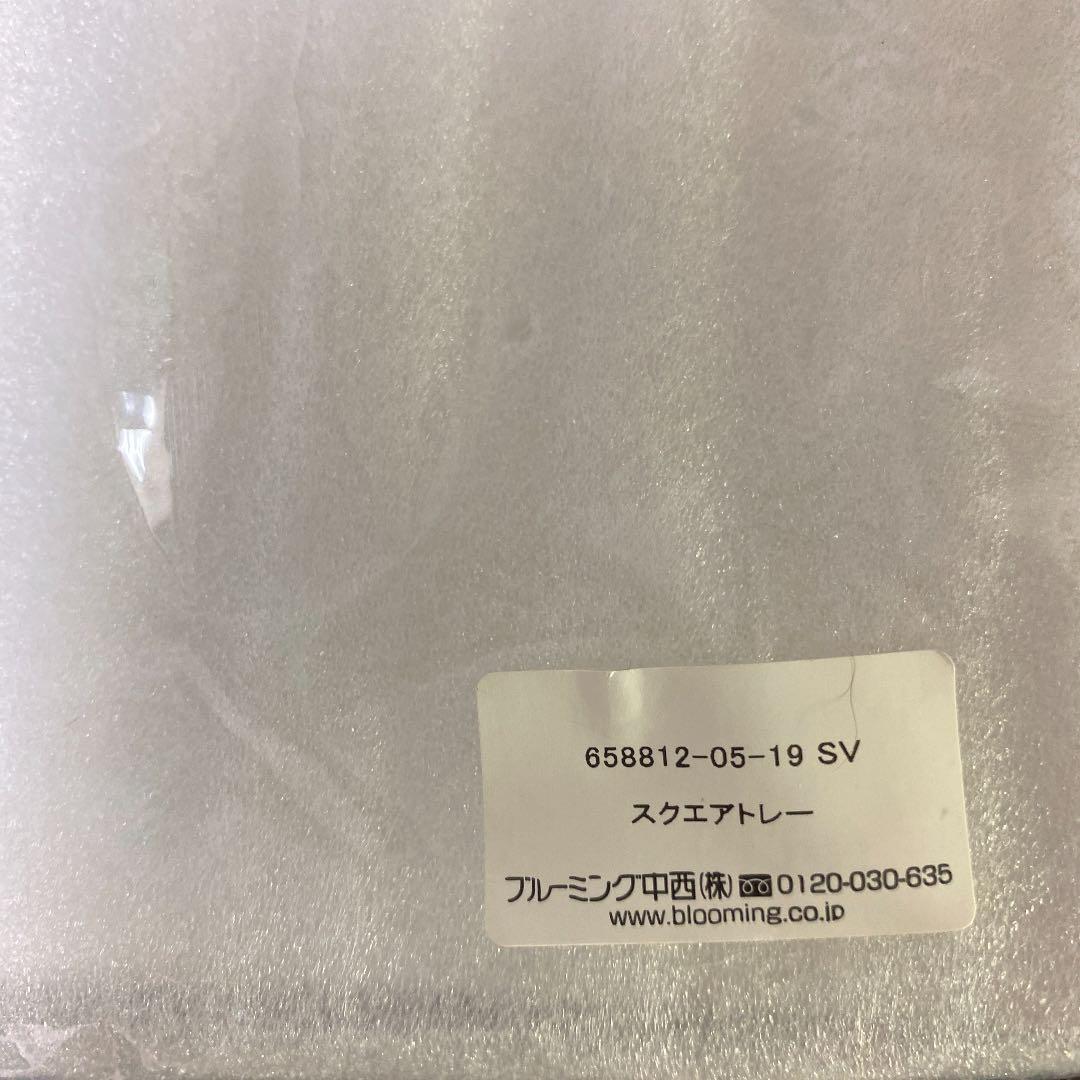 658812-05-19 SV
スクエアトレー
ブルーミング中西(株) 0120-030-635
www.blooming.co.jp